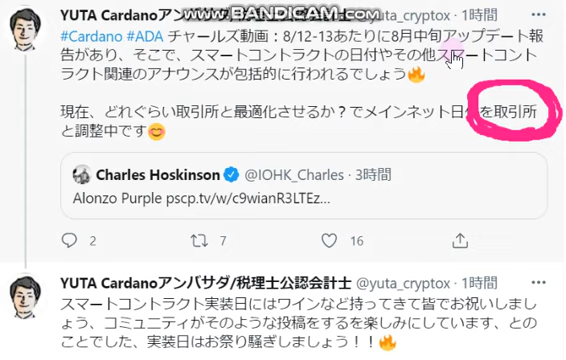 YUTA Cardanoアンバサダ
www.BANDICAM.com
yuta_cryptox · 1時間
#Cardano #ADA チャールズ動画：8/12-13あたりに8月中旬アップデート報
告があり、そこで、スマートコントラクトの日付やその他スマートコント
ラクト関連のアナウンスが包括的に行われるでしょう🔥
現在、どれぐらい取引所と最適化させるか？でメインネット日付を取引所
と調整中です😊
Charles Hoskinson @IOHK_Charles · 3時間
Alonzo Purple pscp.tv/w/c9wianR3LTEz...
2 7 16
YUTA Cardanoアンバサダ/税理士公認会計士 @yuta_cryptox · 1時間
スマートコントラクト実装日にはワインなど持ってきて皆でお祝いしまし
ょう、コミュニティがそのような投稿をするを楽しみにしています、との
ことでした、実装日はお祭り騒ぎしましょう！！🔥